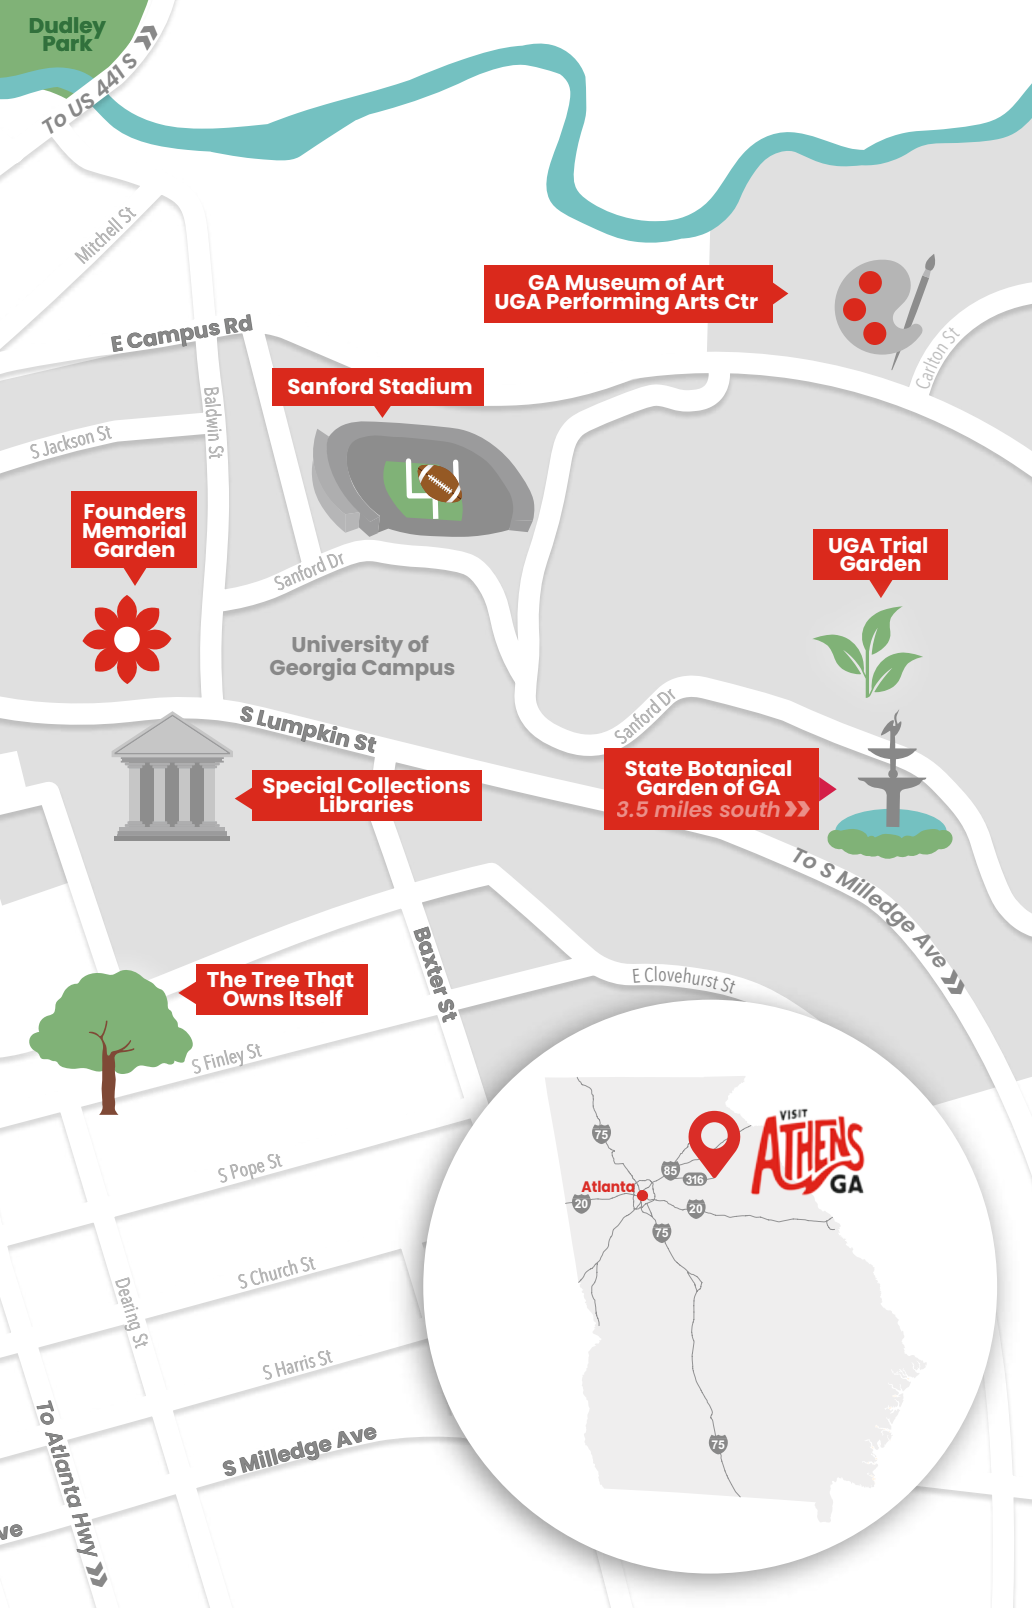 Dudley
Park
To US 441 S
Mitchell St
GA Museum of Art
UGA Performing Arts Ctr
E Campus Rd
Carlton St
Sanford Stadium
Baldwin St
S Jackson St
Founders
Memorial
Garden
UGA Trial
Garden
Sanford Dr
University of
Georgia Campus
Sanford Dr
S Lumpkin St
State Botanical
Garden of GA
3.5 miles south
Special Collections
Libraries
To S Milledge Ave
Baxter St
The Tree That
Owns Itself
E Clovehurst St
S Finley St
S Pope St
S Church St
Dearing St
S Harris St
S Milledge Ave
To Atlanta Hwy
ve
75
VISIT
ATHENS
GA
85
316
Atlanta
20
20
75
75